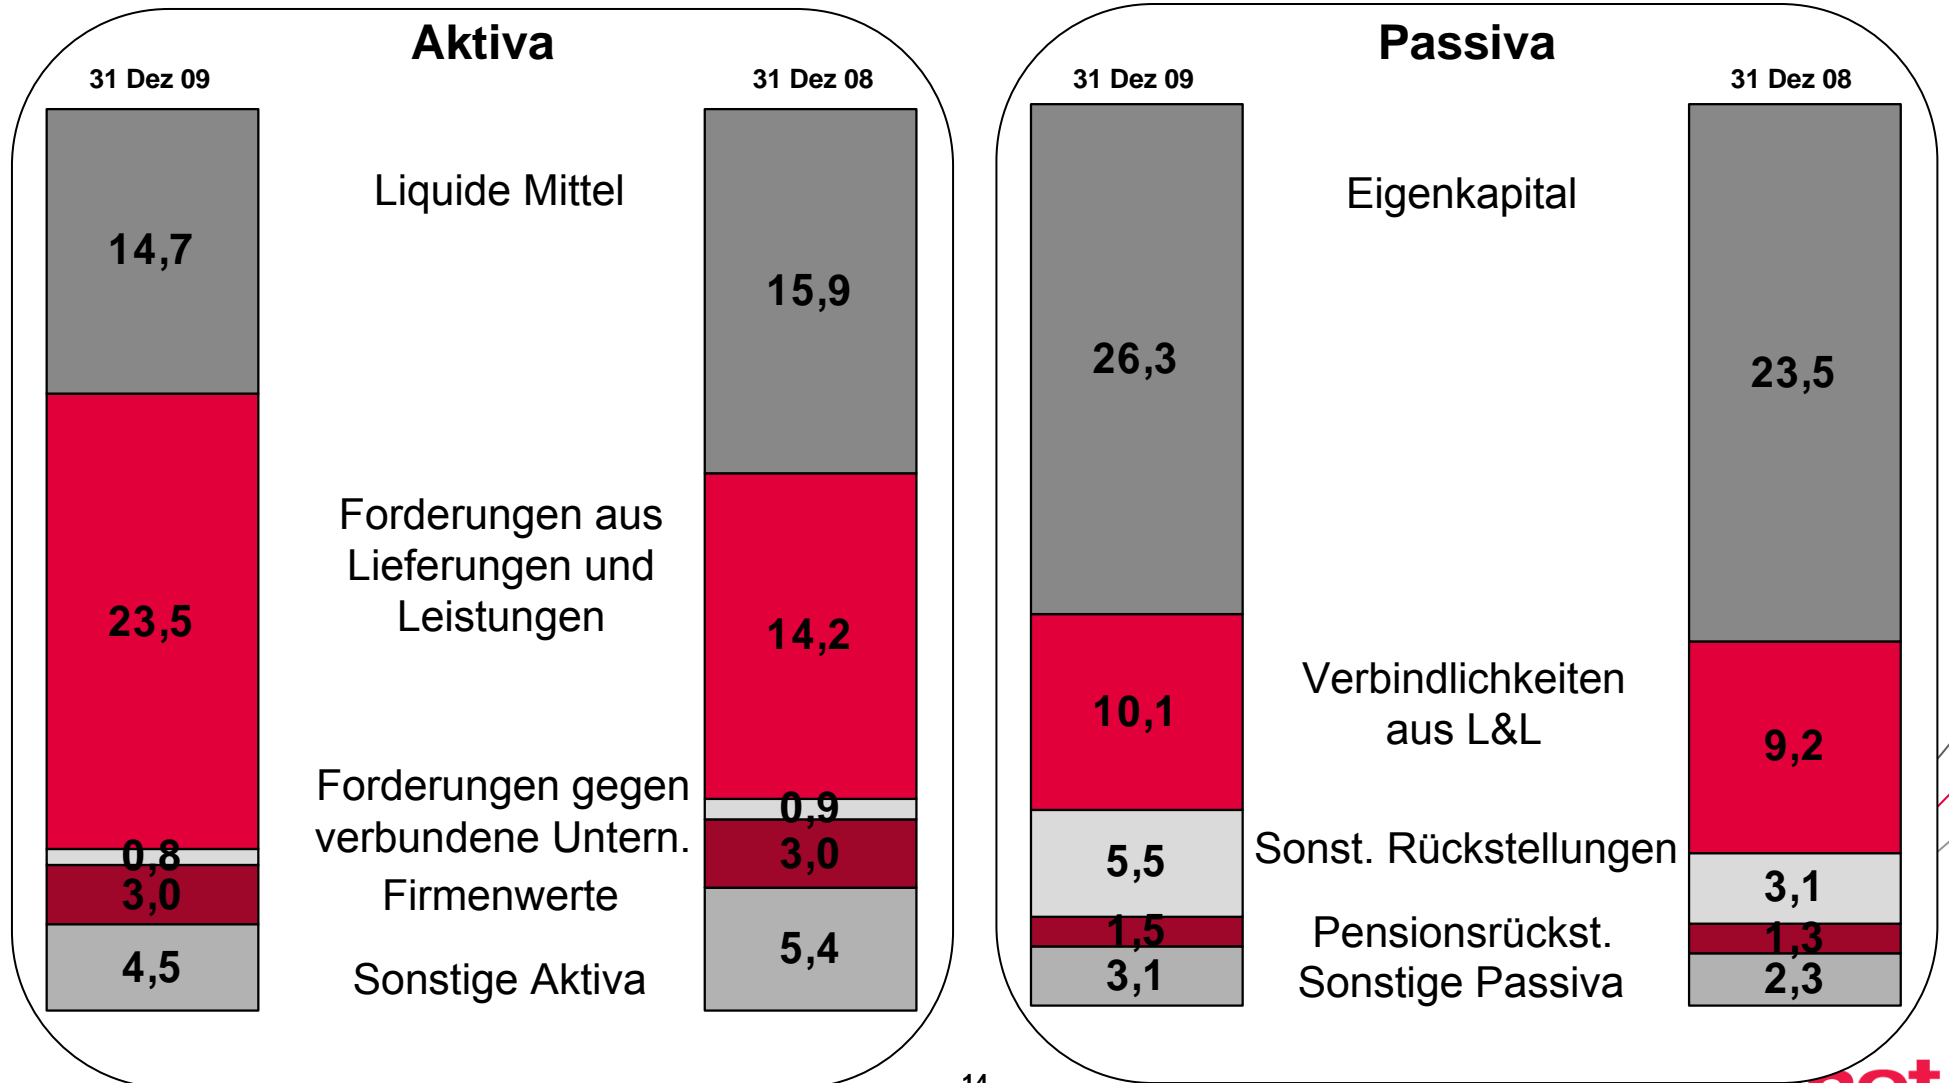 Aktiva
31 Dez 09
31 Dez 08
14,7
Liquide Mittel
15,9
23,5
Forderungen aus
Lieferungen und
Leistungen
14,2
0,8
Forderungen gegen
verbundene Untern.
0,9
3,0
Firmenwerte
3,0
4,5
Sonstige Aktiva
5,4
Passiva
31 Dez 09
31 Dez 08
26,3
Eigenkapital
23,5
10,1
Verbindlichkeiten
aus L&L
9,2
5,5
Sonst. Rückstellungen
3,1
1,5
Pensionsrückst.
1,3
3,1
Sonstige Passiva
2,3
14